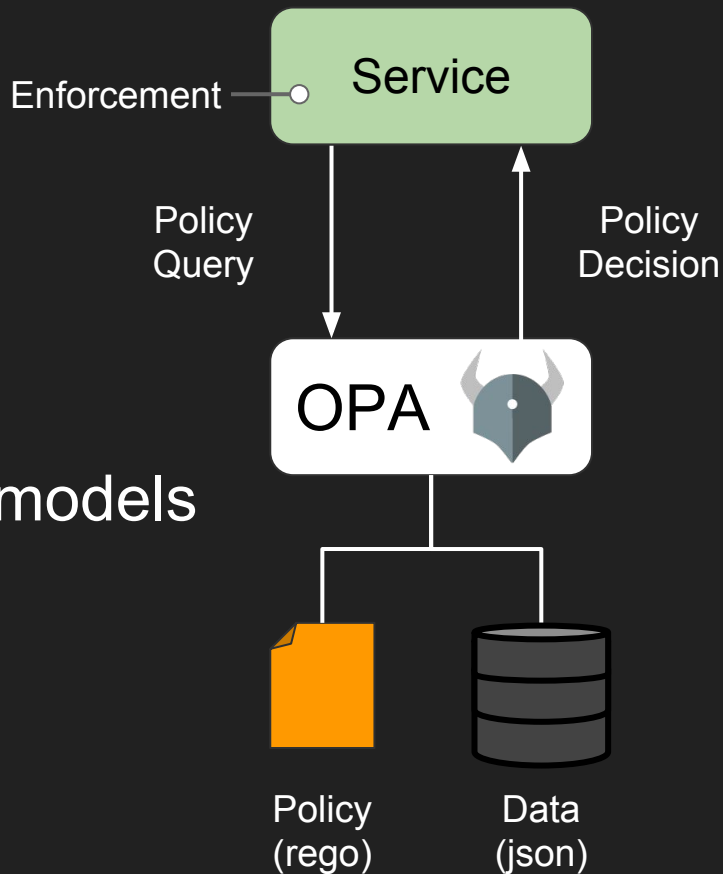 Service
Enforcement
Policy
Query
Policy
Decision
OPA
models
Policy
(rego)
Data
(json)